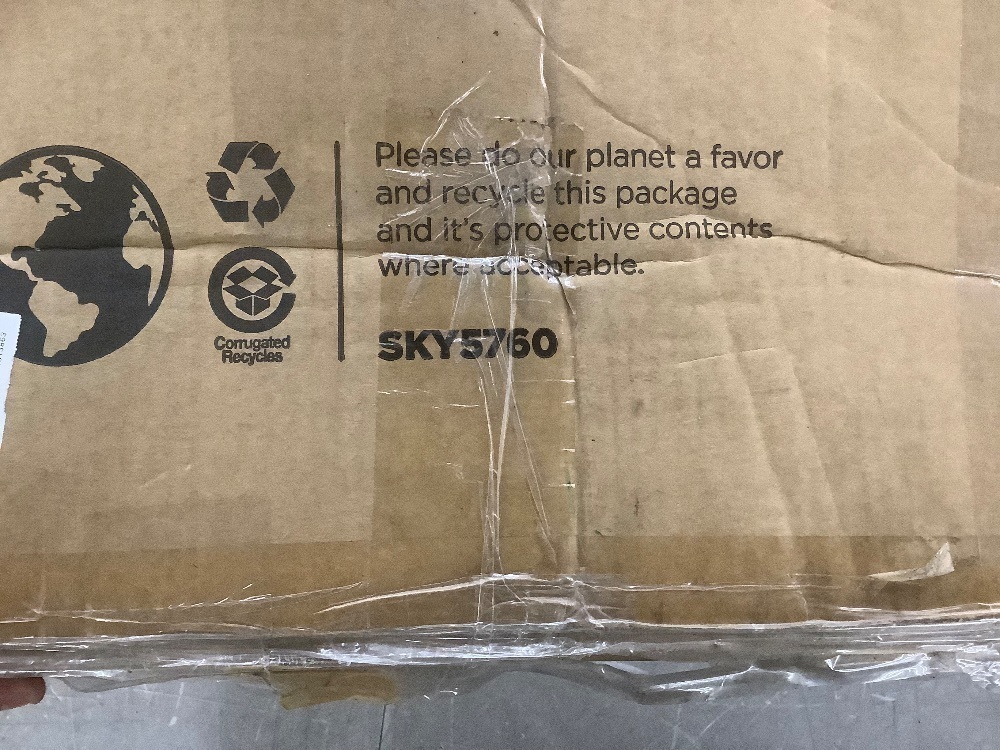 Please do our planet a favor
and recycle this package
and it's protective contents
where acceptable.
SKY5760
Corrugated
Recycles